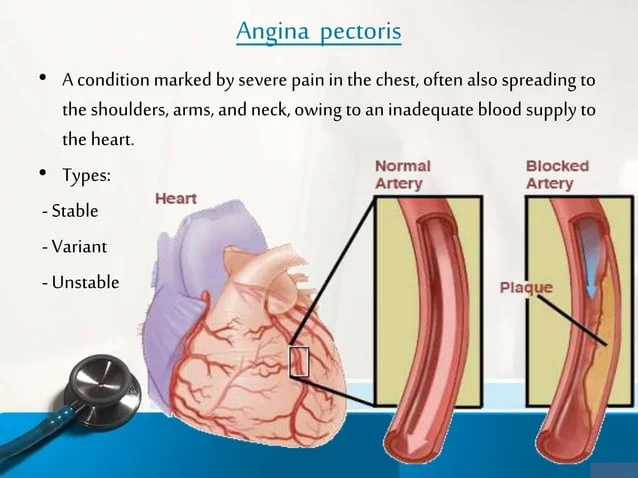 Angina pectoris
• A condition marked by severe pain in the chest, often also spreading to
the shoulders, arms, and neck, owing to an inadequate blood supply to
the heart.
• Types:
- Stable
- Variant
- Unstable
Heart
Normal
Artery
Blocked
Artery
Plaque